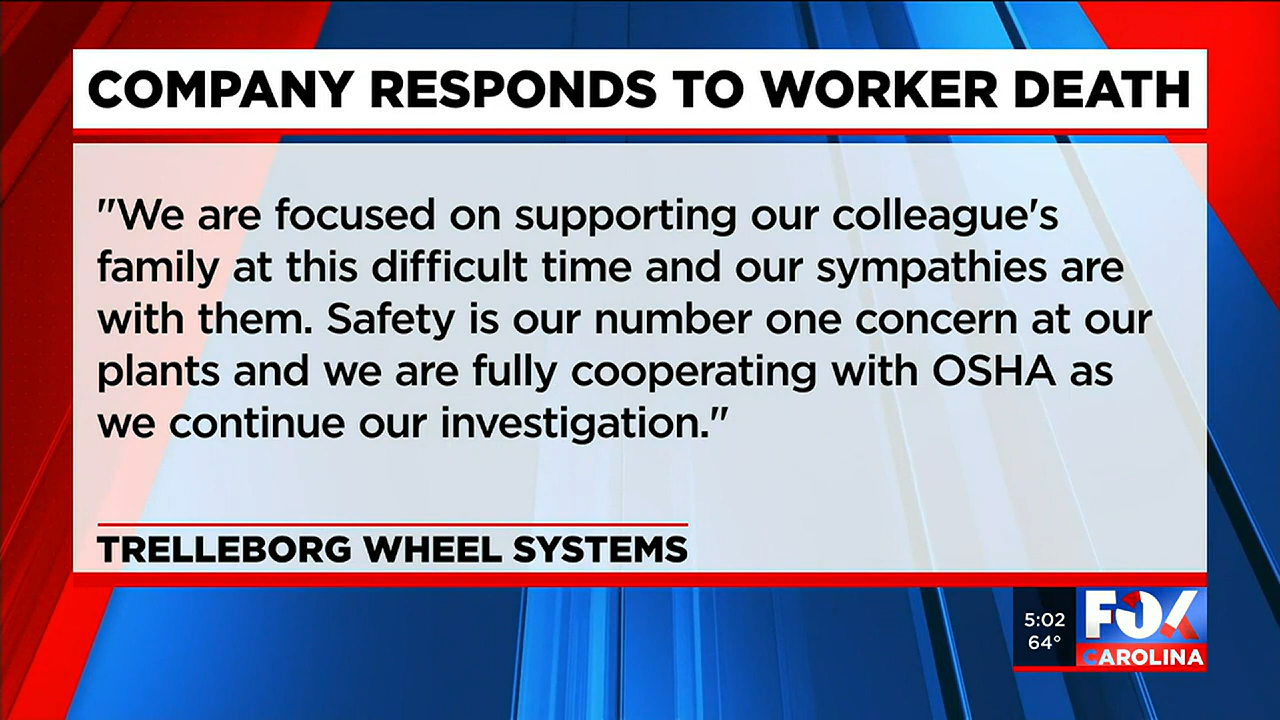 COMPANY RESPONDS TO WORKER DEATH
"We are focused on supporting our colleague's
family at this difficult time and our sympathies are
with them. Safety is our number one concern at our
plants and we are fully cooperating with OSHA as
we continue our investigation."
TRELLEBORG WHEEL SYSTEMS
5:02
64°
FOX
CAROLINA